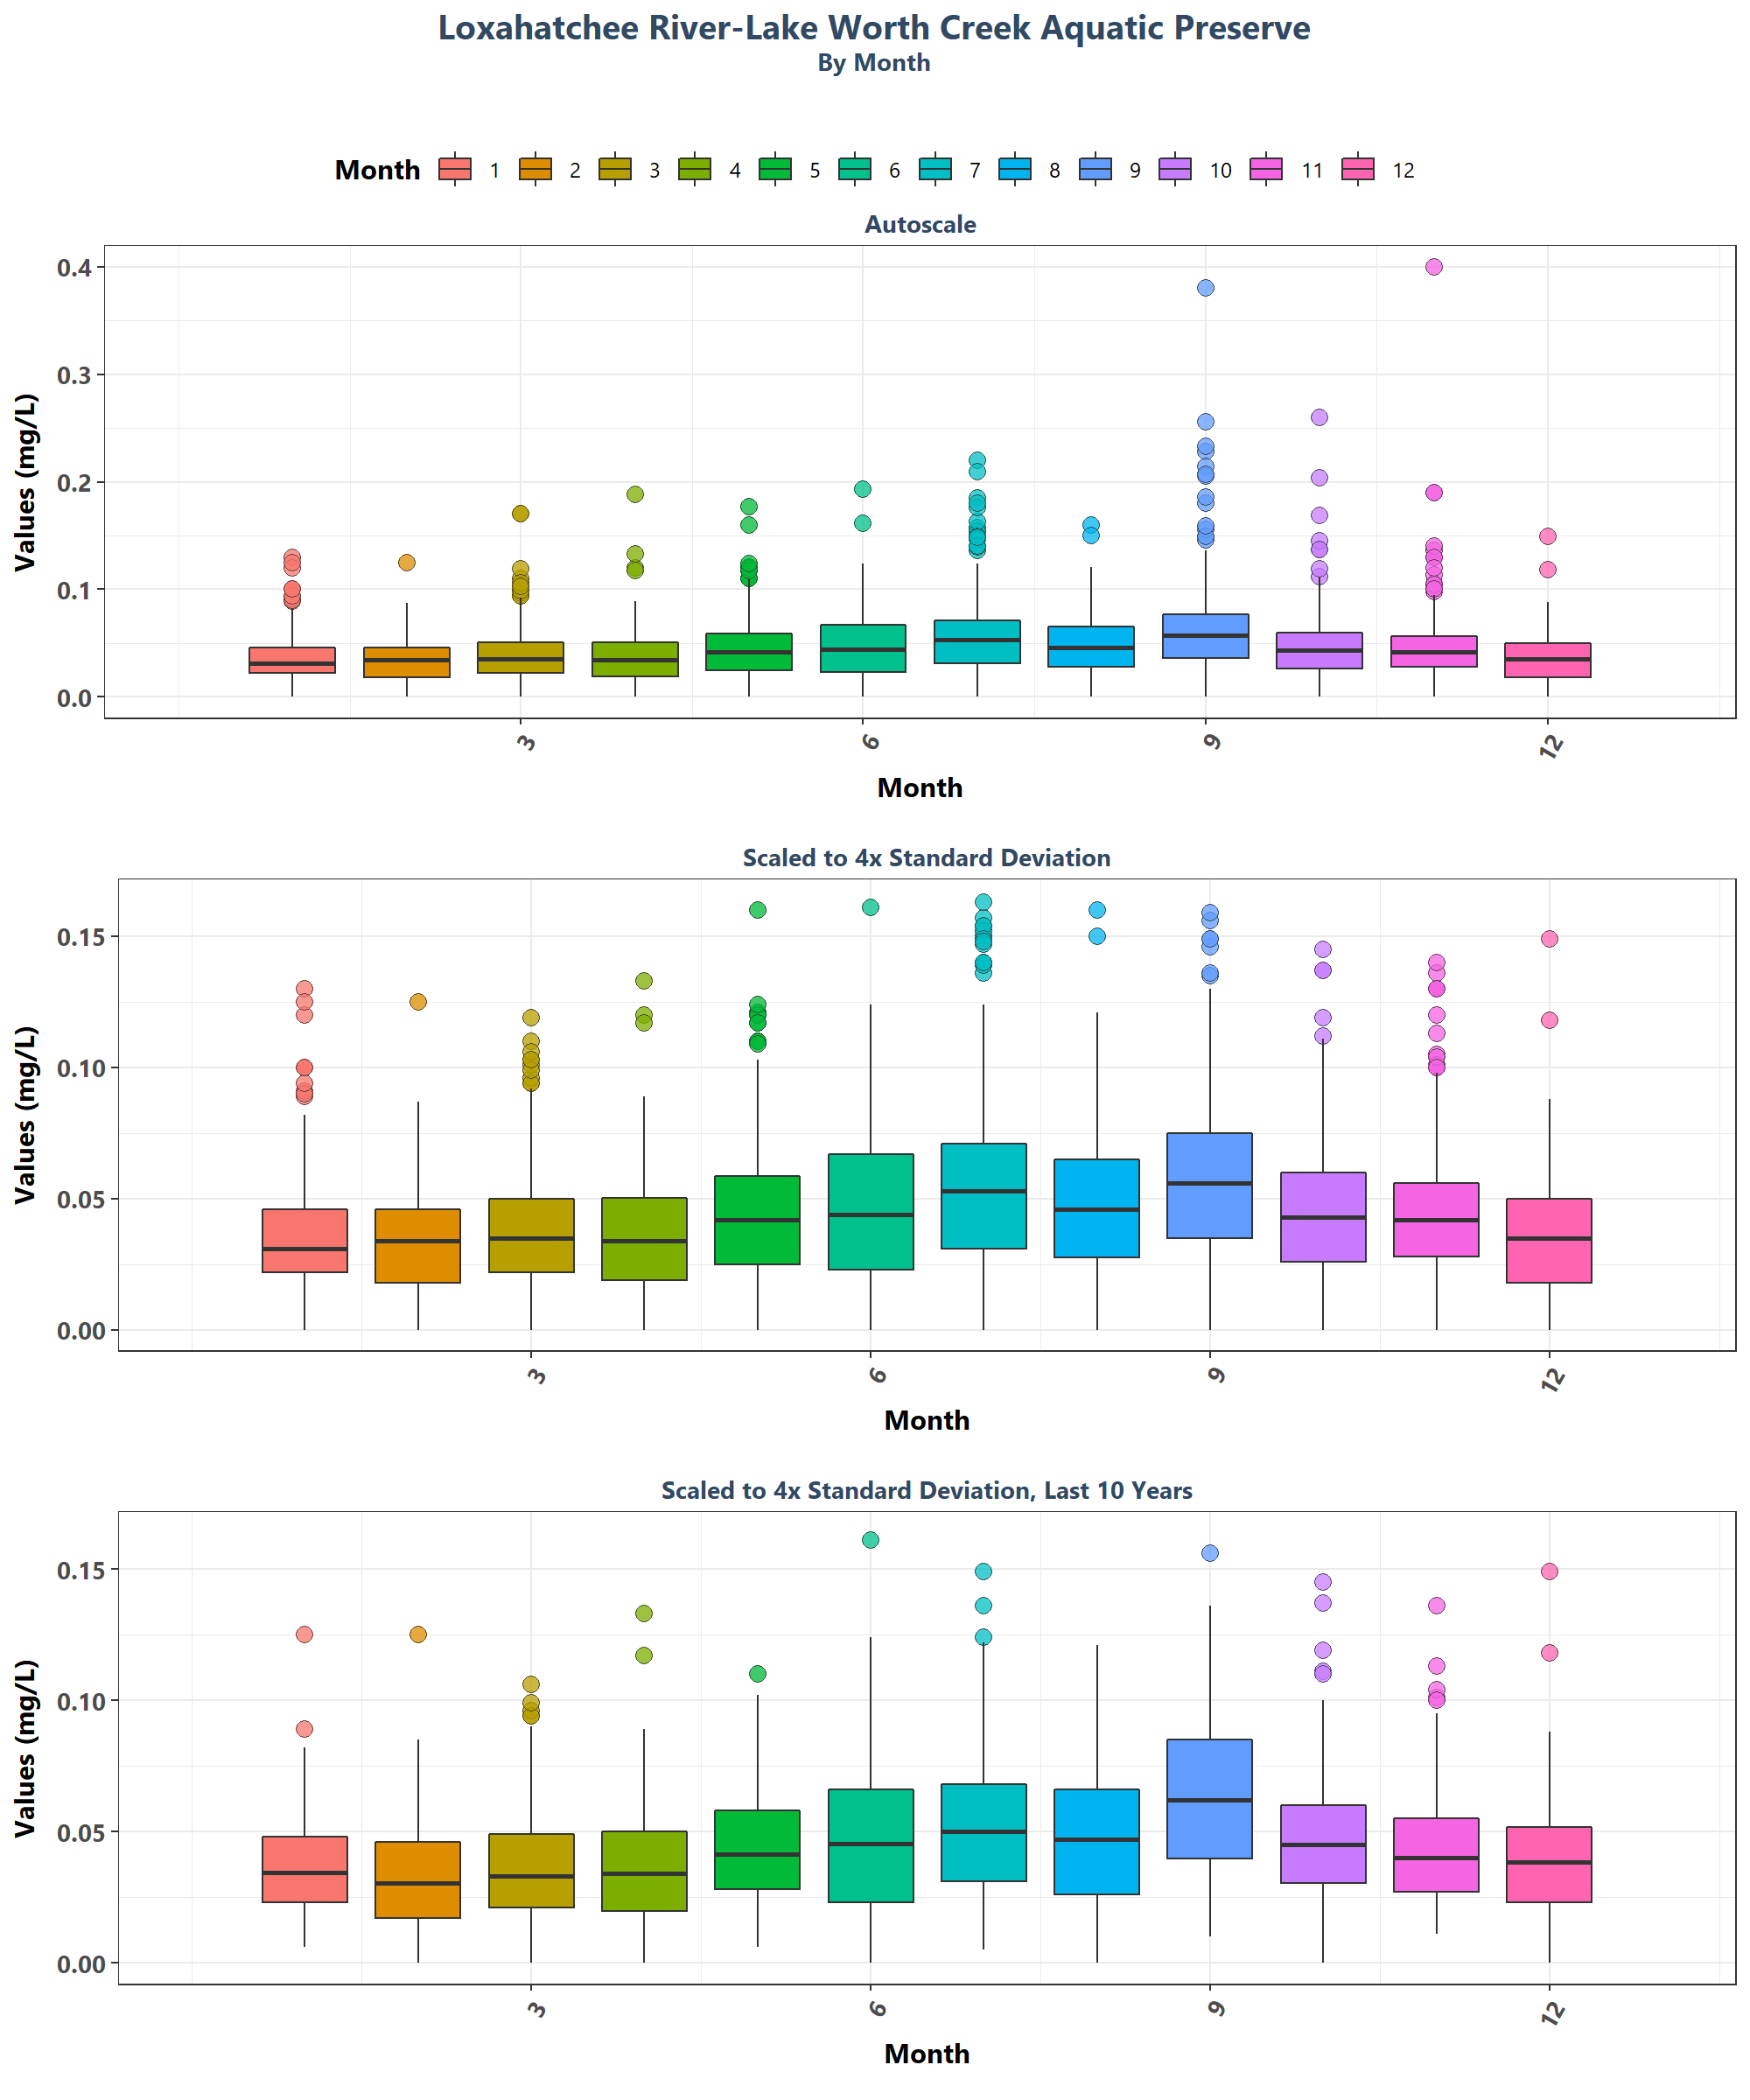 Loxahatchee River-Lake Worth Creek Aquatic Preserve
By Month
Month 1 2 3 4 5 6 7 8 9 10 11 12
Autoscale
Values (mg/L)
0.4
0.3
0.2
0.1
0.0
3 6 9 12
Month
Scaled to 4x Standard Deviation
Values (mg/L)
0.15
0.10
0.05
0.00
3 6 9 12
Month
Scaled to 4x Standard Deviation, Last 10 Years
Values (mg/L)
0.15
0.10
0.05
0.00
3 6 9 12
Month